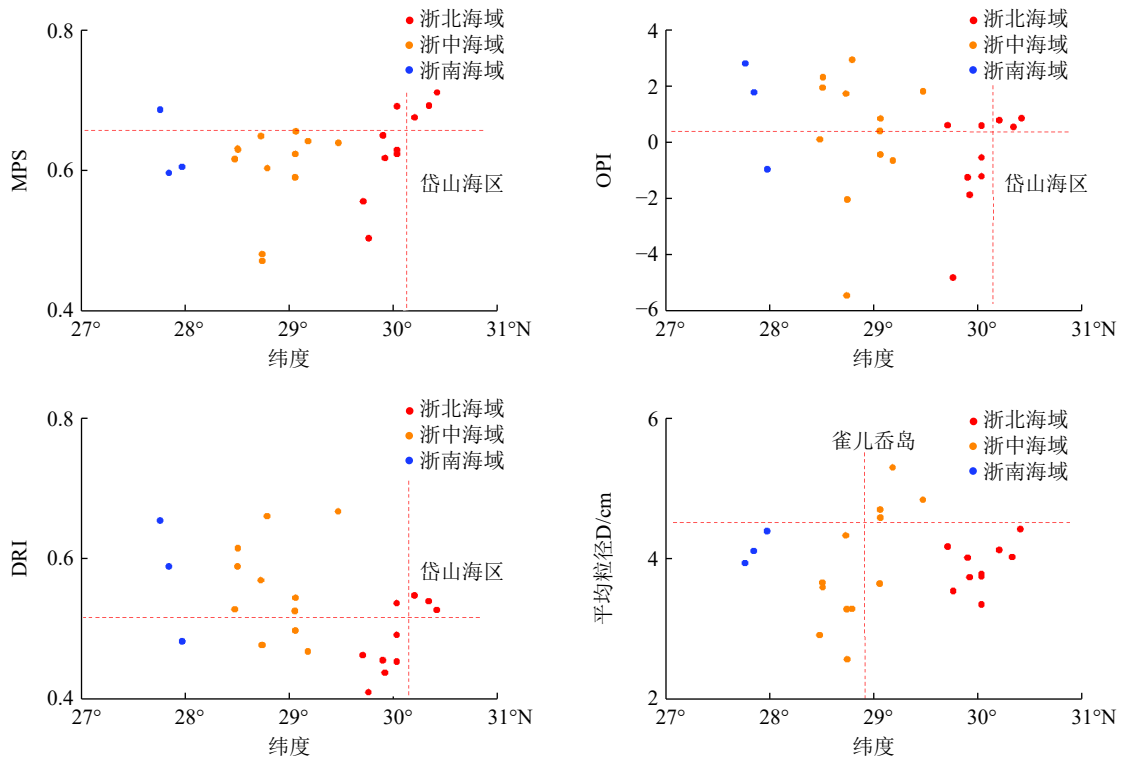 0.8
0.6
0.4
MPS
浙北海域
浙中海域
浙南海域
岱山海区
27°
28°
29°
30°
31°N
纬度
4
2
0
−2
−4
−6
OPI
浙北海域
浙中海域
浙南海域
岱山海区
27°
28°
29°
30°
31°N
纬度
0.8
0.6
0.4
DRI
浙北海域
浙中海域
浙南海域
岱山海区
27°
28°
29°
30°
31°N
纬度
6
4
2
平均粒径D/cm
雀儿岙岛
浙北海域
浙中海域
浙南海域
27°
28°
29°
30°
31°N
纬度